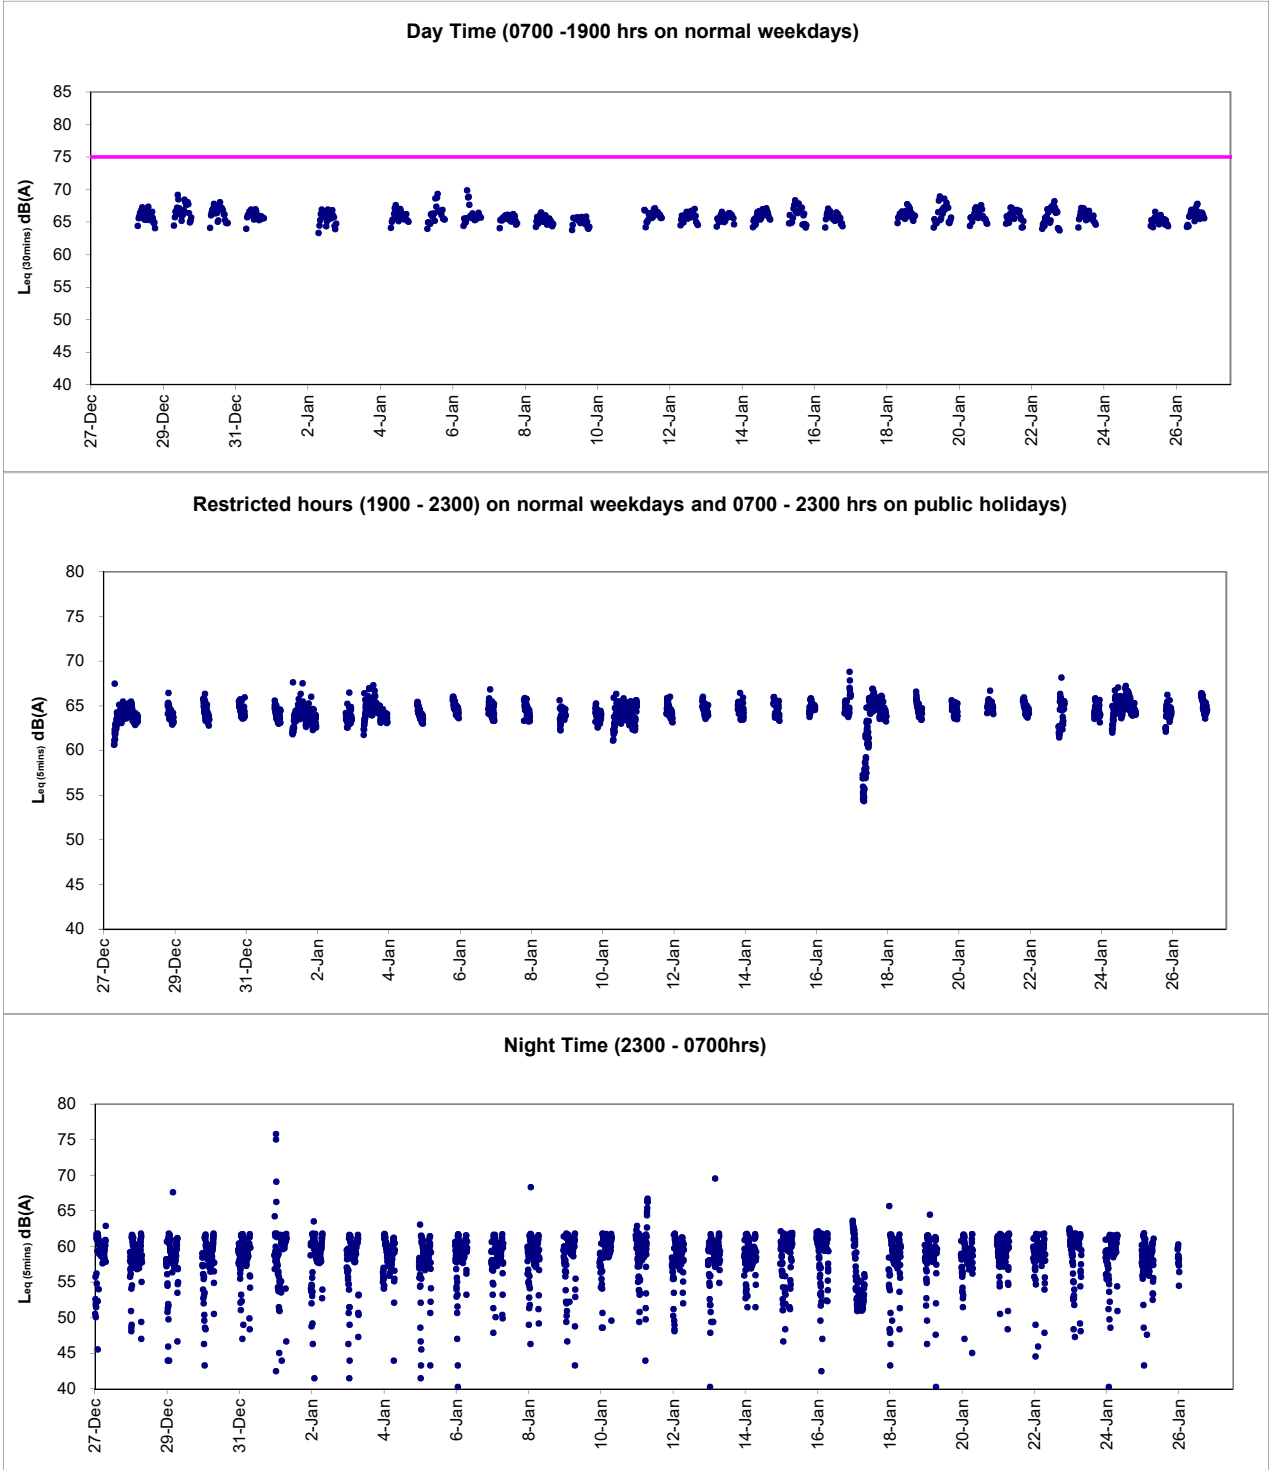 Day Time (0700 -1900 hrs on normal weekdays)
85
80
75
70
65
60
55
50
45
40
Leq (30mins) dB(A)
27-Dec
29-Dec
31-Dec
2-Jan
4-Jan
6-Jan
8-Jan
10-Jan
12-Jan
14-Jan
16-Jan
18-Jan
20-Jan
22-Jan
24-Jan
26-Jan
Restricted hours (1900 - 2300) on normal weekdays and 0700 - 2300 hrs on public holidays)
80
75
70
65
60
55
50
45
40
Leq (5mins) dB(A)
27-Dec
29-Dec
31-Dec
2-Jan
4-Jan
6-Jan
8-Jan
10-Jan
12-Jan
14-Jan
16-Jan
18-Jan
20-Jan
22-Jan
24-Jan
26-Jan
Night Time (2300 - 0700hrs)
80
75
70
65
60
55
50
45
40
Leq (5mins) dB(A)
27-Dec
29-Dec
31-Dec
2-Jan
4-Jan
6-Jan
8-Jan
10-Jan
12-Jan
14-Jan
16-Jan
18-Jan
20-Jan
22-Jan
24-Jan
26-Jan